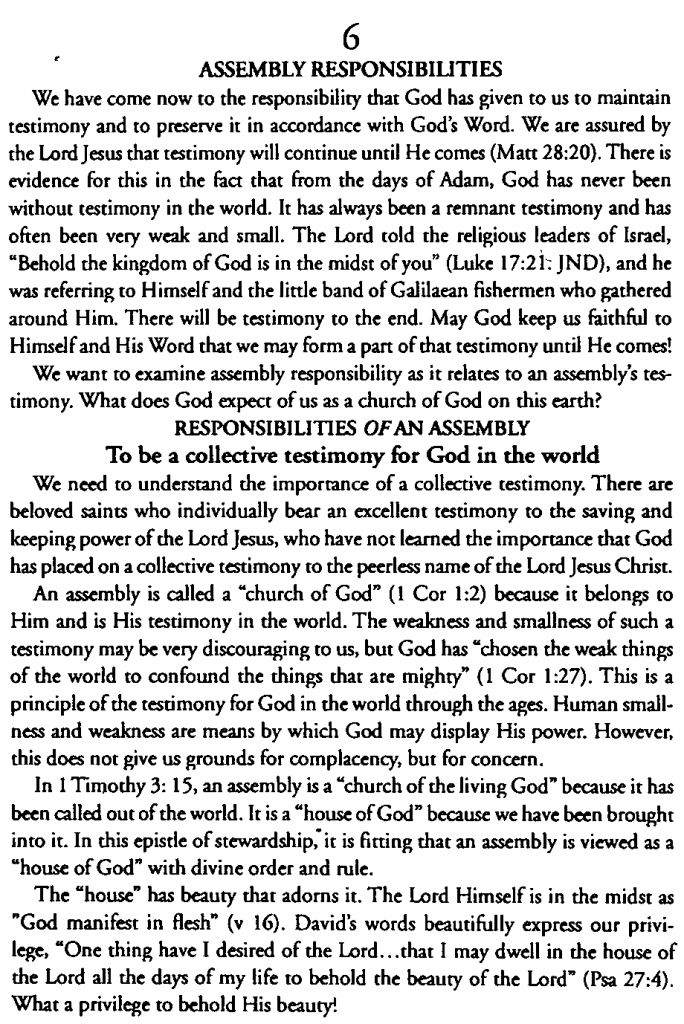 6
ASSEMBLY RESPONSIBILITIES
We have come now to the responsibility that God has given to us to maintain
testimony and to preserve it in accordance with God's Word. We are assured by
the Lord Jesus that testimony will continue until He comes (Matt 28:20). There is
evidence for this in the fact that from the days of Adam, God has never been
without testimony in the world. It has always been a remnant testimony and has
often been very weak and small. The Lord told the religious leaders of Israel,
“Behold the kingdom of God is in the midst of you” (Luke 17:21: JND), and he
was referring to Himself and the little band of Galilaean fishermen who gathered
around Him. There will be testimony to the end. May God keep us faithful to
Himself and His Word that we may form a part of that testimony until He comes!
We want to examine assembly responsibility as it relates to an assembly's tes-
timony. What does God expect of us as a church of God on this earth?
RESPONSIBILITIES OF AN ASSEMBLY
To be a collective testimony for God in the world
We need to understand the importance of a collective testimony. There are
beloved saints who individually bear an excellent testimony to the saving and
keeping power of the Lord Jesus, who have not learned the importance that God
has placed on a collective testimony to the peerless name of the Lord Jesus Christ.
An assembly is called a “church of God” (1 Cor 1:2) because it belongs to
Him and is His testimony in the world. The weakness and smallness of such a
testimony may be very discouraging to us, but God has “chosen the weak things
of the world to confound the things that are mighty” (1 Cor 1:27). This is a
principle of the testimony for God in the world through the ages. Human small-
ness and weakness are means by which God may display His power. However,
this does not give us grounds for complacency, but for concern.
In 1 Timothy 3: 15, an assembly is a “church of the living God” because it has
been called out of the world. It is a “house of God” because we have been brought
into it. In this epistle of stewardship, it is fitting that an assembly is viewed as a
“house of God” with divine order and rule.
The “house” has beauty that adorns it. The Lord Himself is in the midst as
"God manifest in flesh” (v 16). David's words beautifully express our privi-
lege, “One thing have I desired of the Lord...that I may dwell in the house of
the Lord all the days of my life to behold the beauty of the Lord” (Psa 27:4).
What a privilege to behold His beauty!